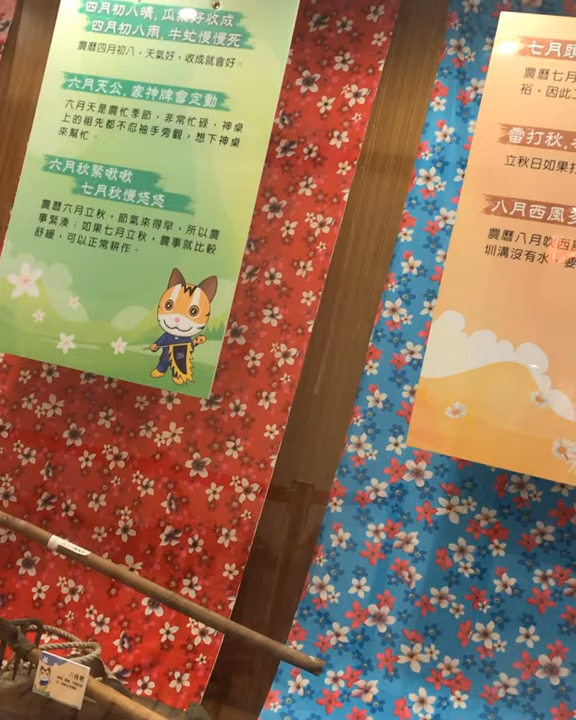 四月初八晴,瓜果好收成
四月初八雨,牛虻慢慢死
農曆四月初八,天氣好,收成就會好。
六月天公,家神牌會定動
六月天是農忙季節,非常忙碌,神桌
上的祖先都不忍袖手旁觀,想下神桌
來幫忙。
六月秋緊啾啾
七月秋慢悠悠
農曆六月立秋,節氣來得早,所以農
事緊湊;如果七月立秋,農事就比較
舒緩,可以正常耕作。
七月頭
農曆七月
裕,因此
雷打秋,
立秋日如果打
八月西風
農曆八月吹西
圳溝沒有水,要